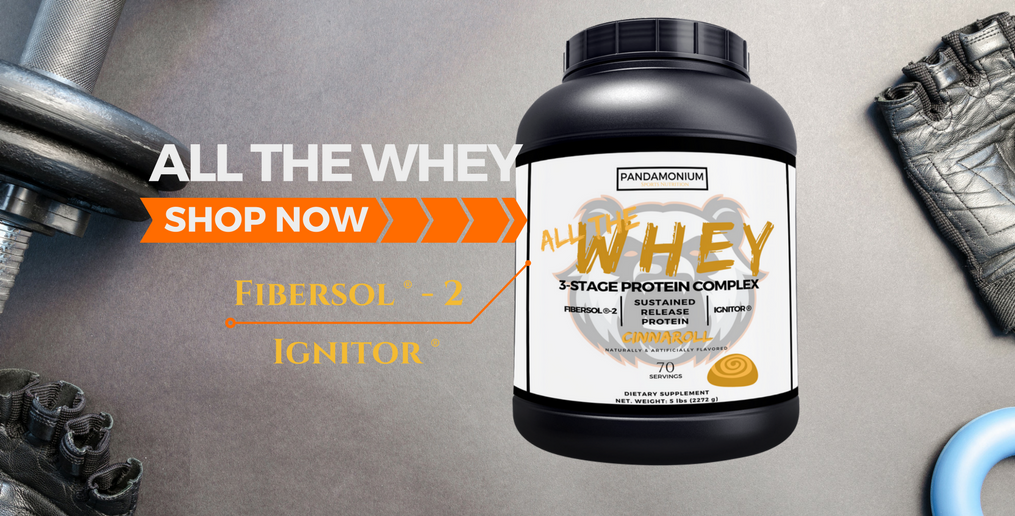 ALL THE WHEY
SHOP NOW
FIBERSOL ® - 2
IGNITOR ®
PANDAMONIUM
ALL THE
WHEY
3-STAGE PROTEIN COMPLEX
FIBERSOL®-2
SUSTAINED
RELEASE
PROTEIN
IGNITOR®
CINNAROLL
NATURALLY & ARTIFICIALLY FLAVORED
70
SERVINGS
DIETARY SUPPLEMENT
NET. WEIGHT: 5 lbs (2272 g)